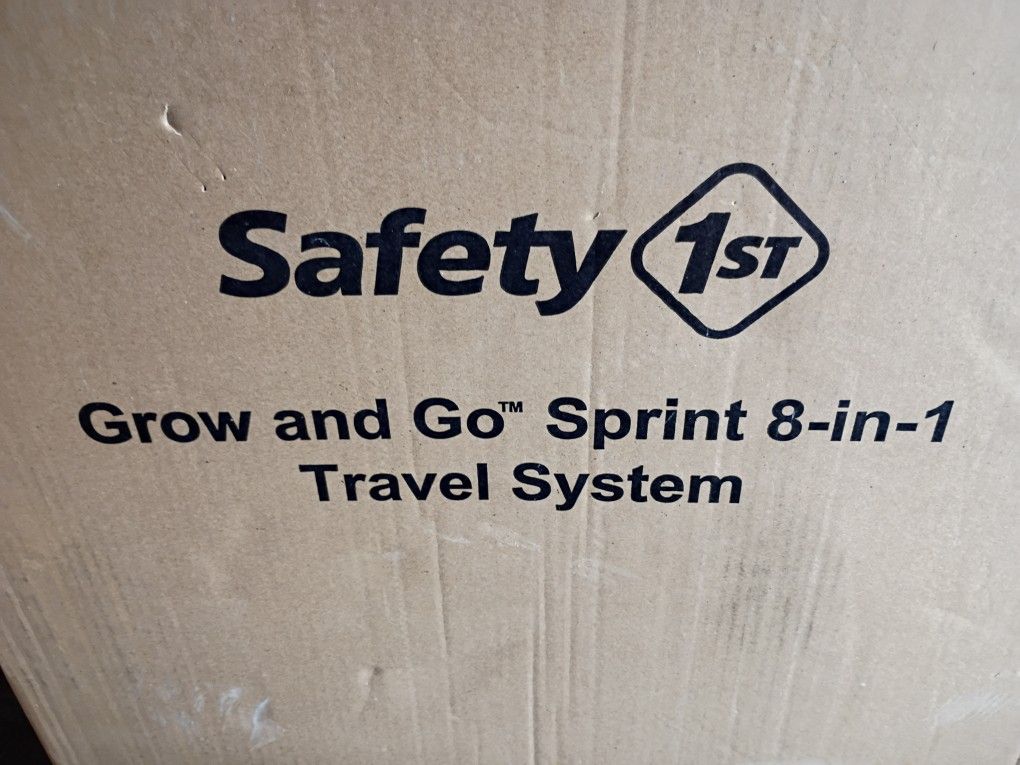 Safety 1ST
Grow and Go™ Sprint 8-in-1
Travel System